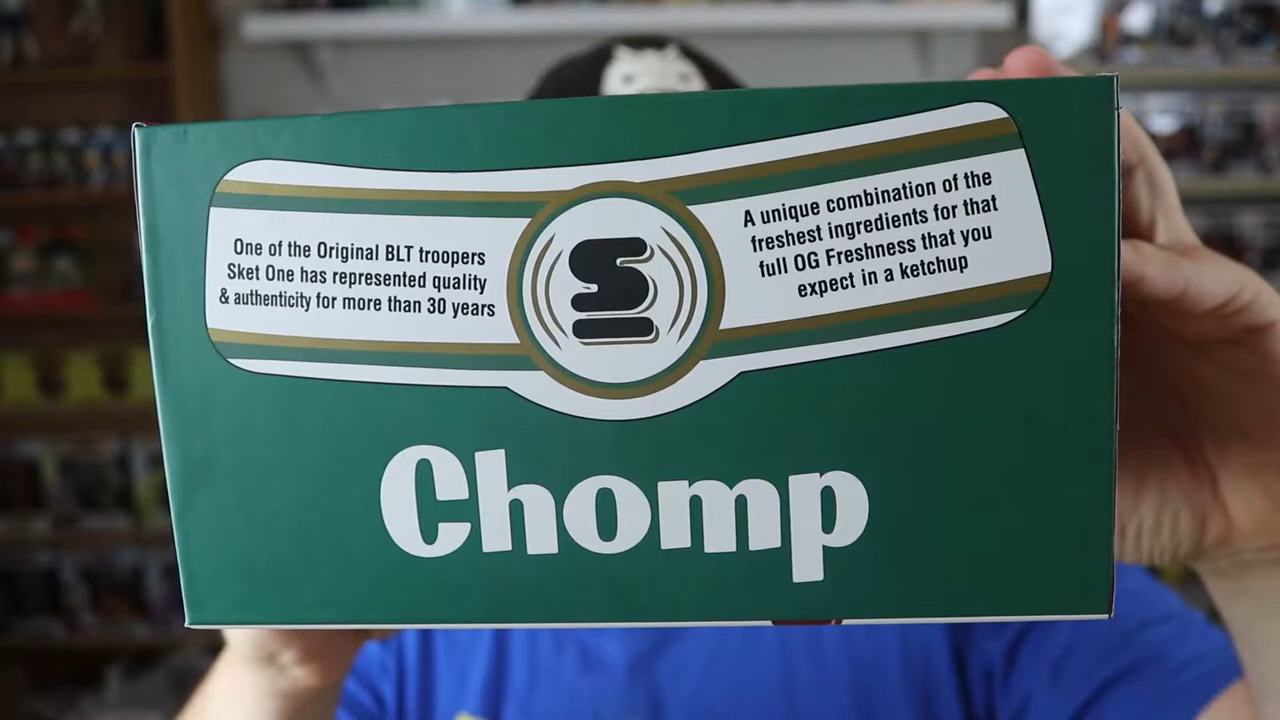 One of the Original BLT troopers
Sket One has represented quality
& authenticity for more than 30 years
S
A unique combination of the
freshest ingredients for that
full OG Freshness that you
expect in a ketchup
Chomp